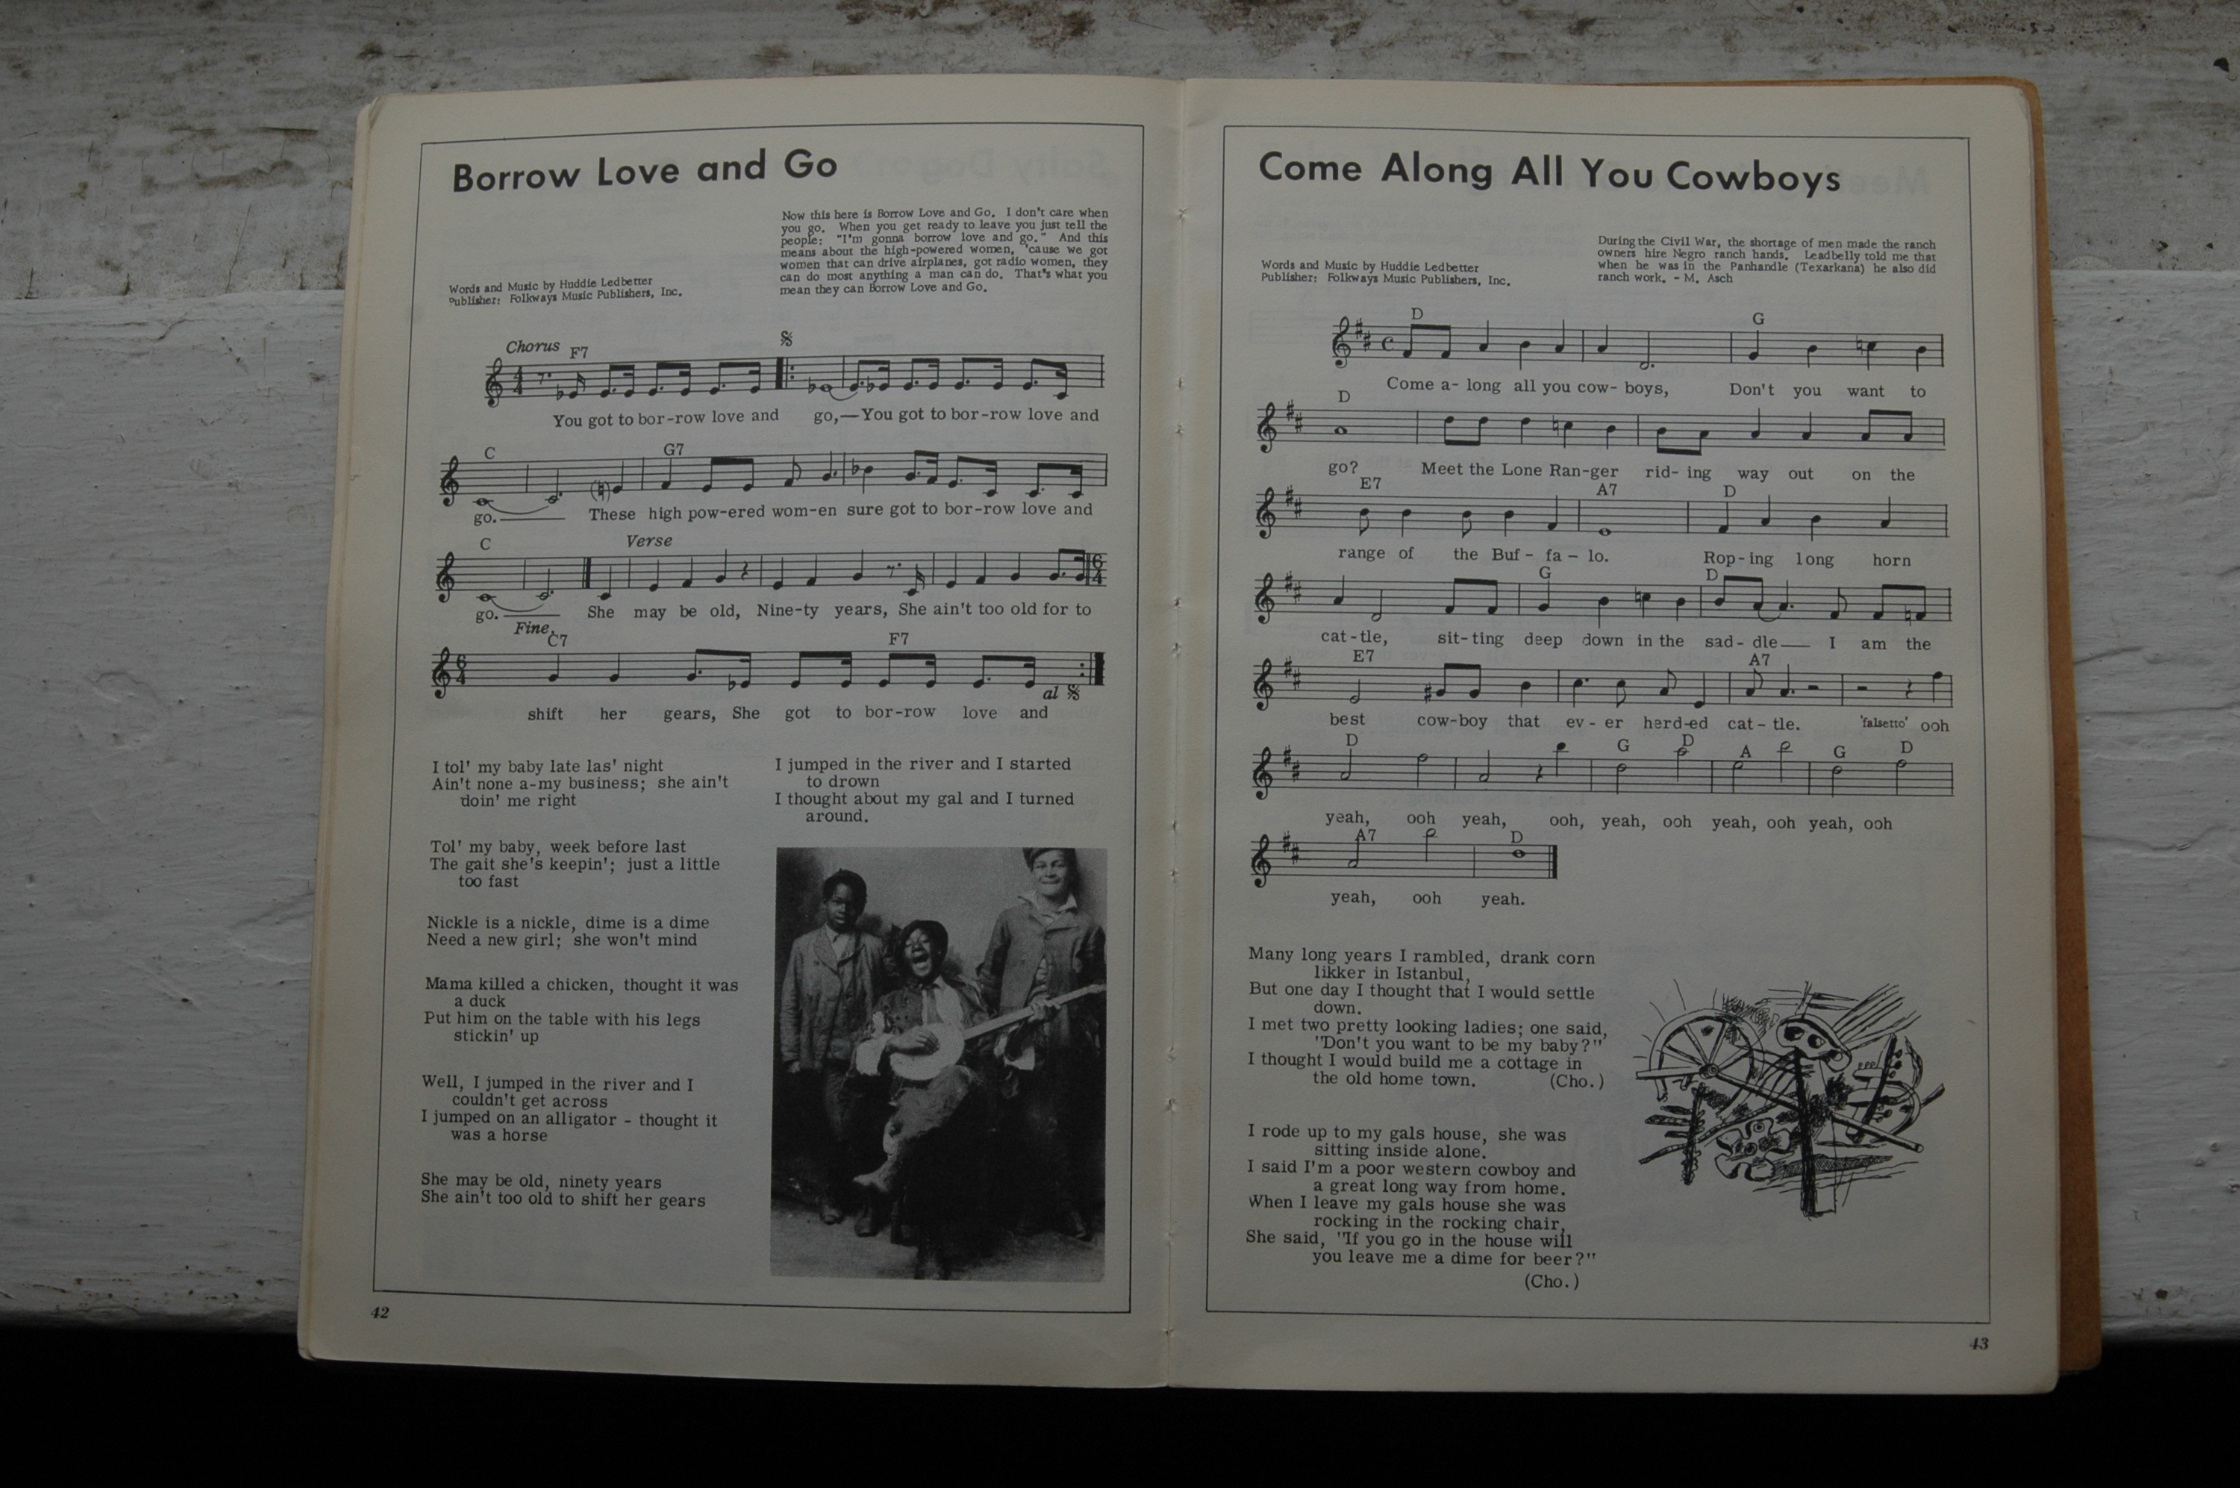 Borrow Love and Go
Words and Music by Huddie Ledbetter
Publisher: Folkways Music Publishers, Inc.
Now this here is Borrow Love and Go. I don't care when
you go. When you get ready to leave you just tell the
people: "I'm gonna borrow love and go." And this
means about the high-powered women, 'cause we got
women that can drive airplanes, got radio women, they
can do most anything a man can do. That's what you
mean they can Borrow Love and Go.
Chorus F7
You got to bor-row love and go,— You got to bor-row love and
C G7
go.— These high pow-ered wom-en sure got to bor-row love and
C Verse
go.— She may be old, Nine-ty years, She ain't too old for to
Fine C7 F7 al
shift her gears, She got to bor-row love and
I tol' my baby late las' night
Ain't none a-my business; she ain't
doin' me right
Tol' my baby, week before last
The gait she's keepin'; just a little
too fast
Nickle is a nickle, dime is a dime
Need a new girl; she won't mind
Mama killed a chicken, thought it was
a duck
Put him on the table with his legs
stickin' up
Well, I jumped in the river and I
couldn't get across
I jumped on an alligator - thought it
was a horse
She may be old, ninety years
She ain't too old to shift her gears
I jumped in the river and I started
to drown
I thought about my gal and I turned
around.
42
Come Along All You Cowboys
Words and Music by Huddie Ledbetter
Publisher: Folkways Music Publishers, Inc.
During the Civil War, the shortage of men made the ranch
owners hire Negro ranch hands. Leadbelly told me that
when he was in the Panhandle (Texarkana) he also did
ranch work. - M. Asch
D G
Come a- long all you cow- boys, Don't you want to
D
go? Meet the Lone Ran-ger rid- ing way out on the
E7 A7 D
range of the Buf - fa - lo. Rop- ing long horn
G D
cat-tle, sit- ting deep down in the sad- dle— I am the
E7 A7
best cow-boy that ev - er herd-ed cat- tle. 'falsetto' ooh
D G D A G D
yeah, ooh yeah, ooh, yeah, ooh yeah, ooh yeah, ooh
A7 D
yeah, ooh yeah.
Many long years I rambled, drank corn
likker in Istanbul,
But one day I thought that I would settle
down.
I met two pretty looking ladies; one said,
"Don't you want to be my baby?"
I thought I would build me a cottage in
the old home town. (Cho.)
I rode up to my gals house, she was
sitting inside alone.
I said I'm a poor western cowboy and
a great long way from home.
When I leave my gals house she was
rocking in the rocking chair,
She said, "If you go in the house will
you leave me a dime for beer?"
(Cho.)
43